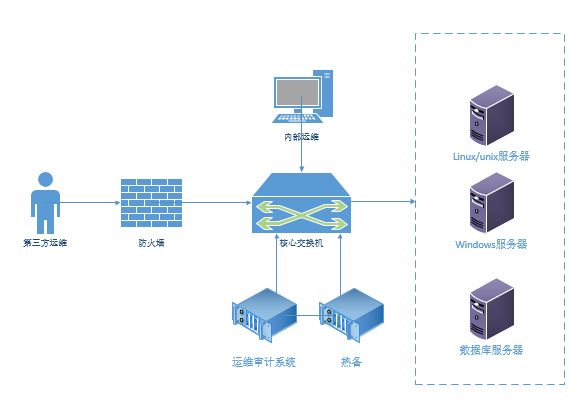 内部运维
Linux/unix服务器
第三方运维
防火墙
核心交换机
Windows服务器
运维审计系统
热备
数据库服务器